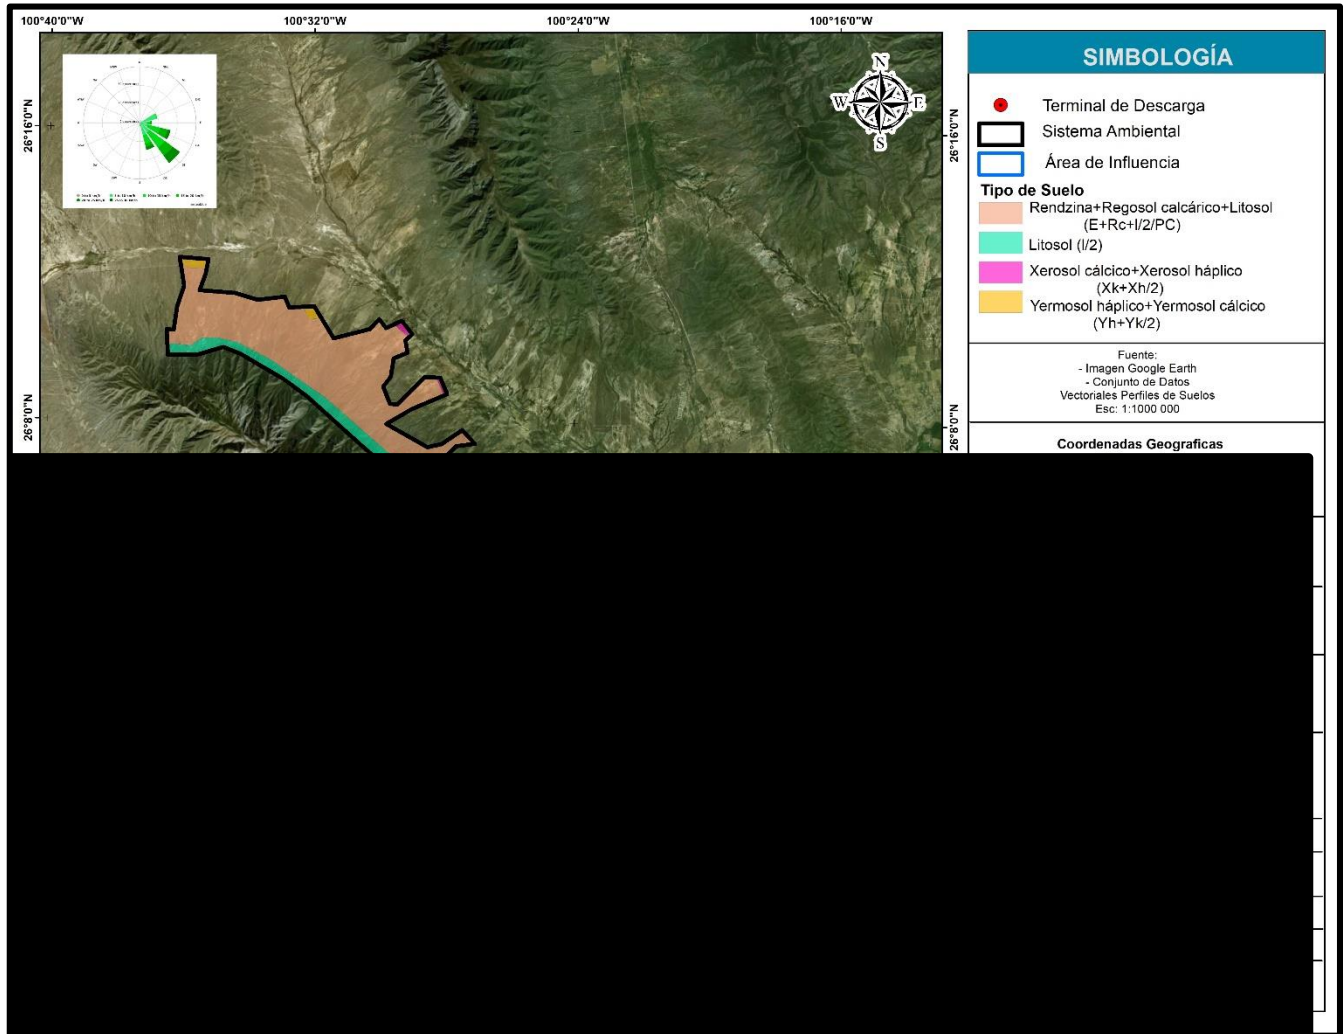 100°40'0"W
100°32'0"W
100°24'0"W
100°16'0"W
26°16'0"N
26°16'0"N
26°8'0"N
26°8'0"N
N
W
E
S
SIMBOLOGÍA
Terminal de Descarga
Sistema Ambiental
Área de Influencia
Tipo de Suelo
Rendzina+Regosol calcárico+Litosol
(E+Rc+I/2/PC)
Litosol (I/2)
Xerosol cálcico+Xerosol háplico
(Xk+Xh/2)
Yermosol háplico+Yermosol cálcico
(Yh+Yk/2)
Fuente:
- Imagen Google Earth
- Conjunto de Datos
Vectoriales Perfiles de Suelos
Esc: 1:1000 000
Coordenadas Geograficas